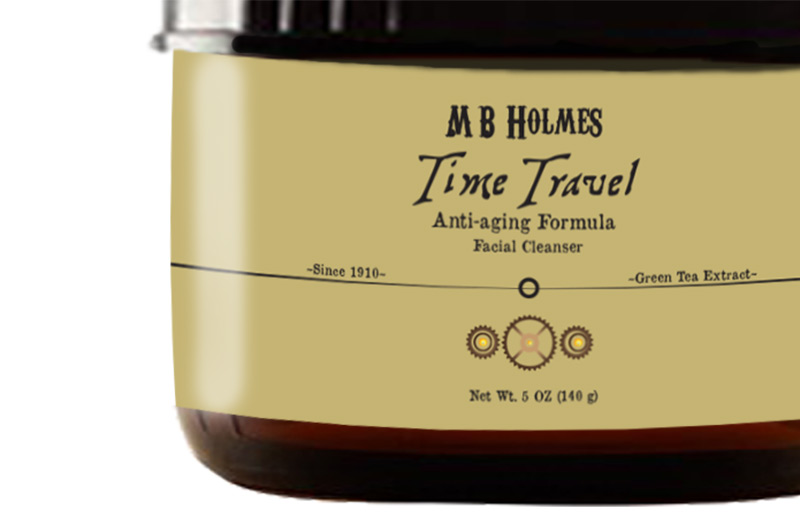 M B HOLMES
Time Travel
Anti-aging Formula
Facial Cleanser
~Since 1910~
~Green Tea Extract~
Net Wt. 5 OZ (140 g)